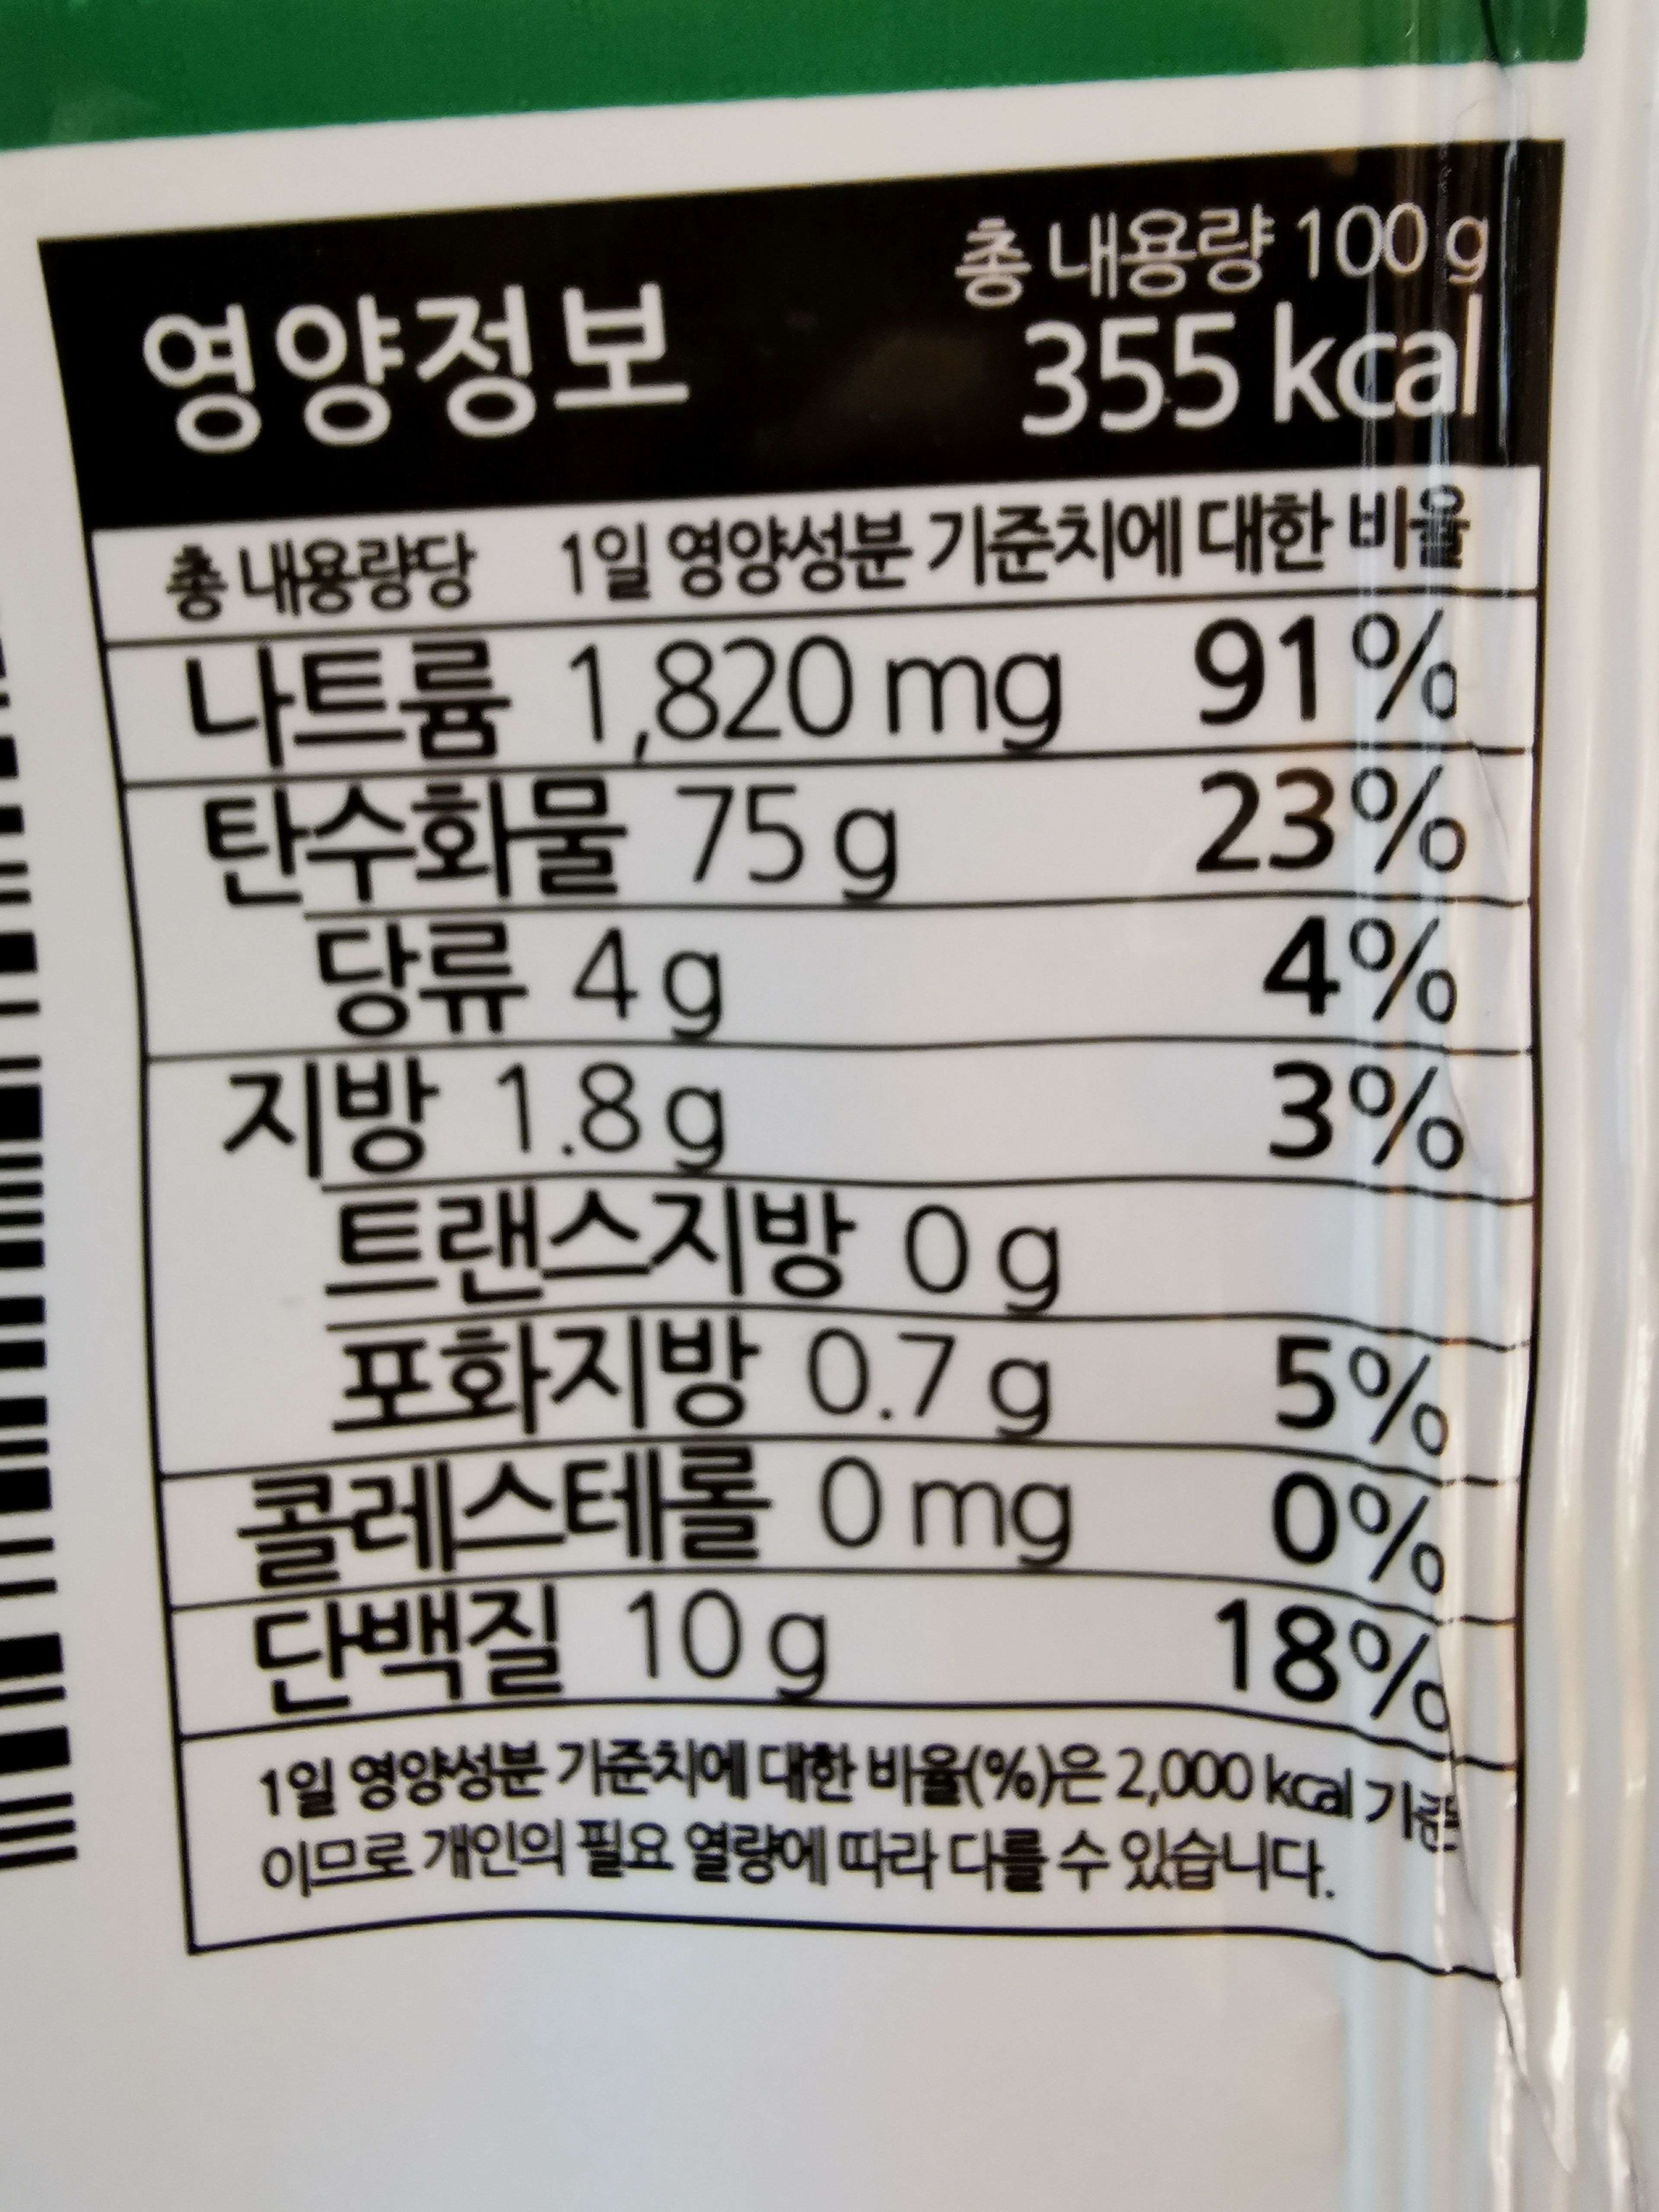 총 내용량 100 g
영양정보 355 kcal
총 내용량당 1일 영양성분 기준치에 대한 비율
나트륨 1,820 mg 91%
탄수화물 75 g 23%
당류 4 g 4%
지방 1.8 g 3%
트랜스지방 0 g
포화지방 0.7 g 5%
콜레스테롤 0 mg 0%
단백질 10 g 18%
1일 영양성분 기준치에 대한 비율(%)은 2,000 kcal 기준
이므로 개인의 필요 열량에 따라 다를 수 있습니다.